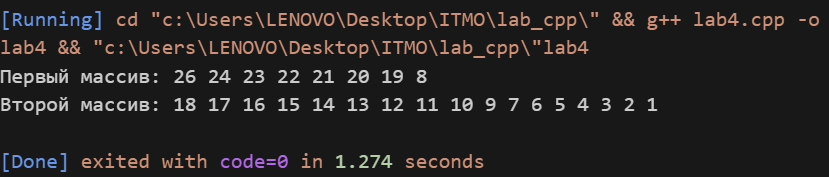 [Running] cd "c:\Users\LENOVO\Desktop\ITMO\lab_cpp\" && g++ lab4.cpp -o
lab4 && "c:\Users\LENOVO\Desktop\ITMO\lab_cpp\"lab4
Первый массив: 26 24 23 22 21 20 19 8
Второй массив: 18 17 16 15 14 13 12 11 10 9 7 6 5 4 3 2 1
[Done] exited with code=0 in 1.274 seconds